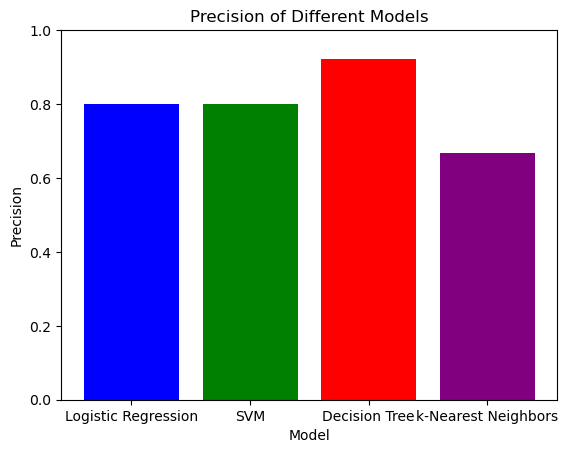 Precision of Different Models
1.0
0.8
0.6
0.4
0.2
0.0
Precision
Logistic Regression SVM Decision Tree k-Nearest Neighbors
Model